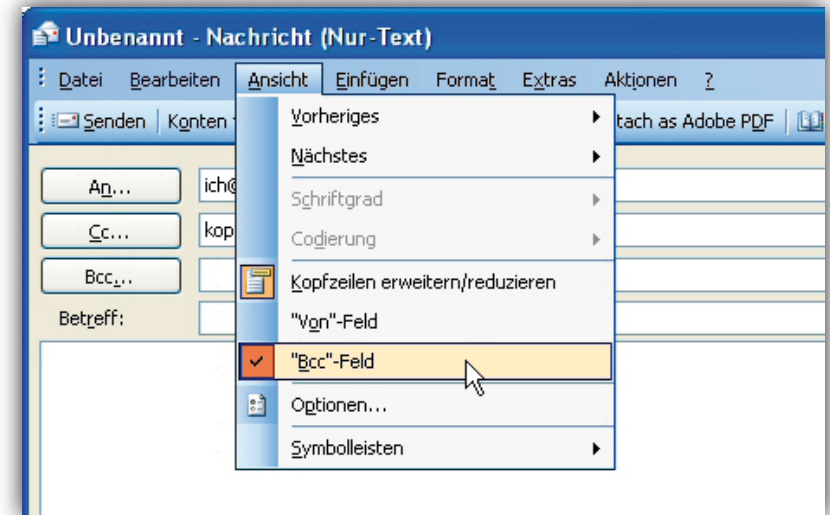 Unbenannt - Nachricht (Nur-Text)
Datei Bearbeiten Ansicht Einfügen Format Extras Aktionen ?
Senden Konten tach as Adobe PDF
An... ich@
Cc... kop
Bcc...
Betreff:
Vorheriges
Nächstes
Schriftgrad
Codierung
Kopfzeilen erweitern/reduzieren
"Von"-Feld
"Bcc"-Feld
Optionen...
Symbolleisten